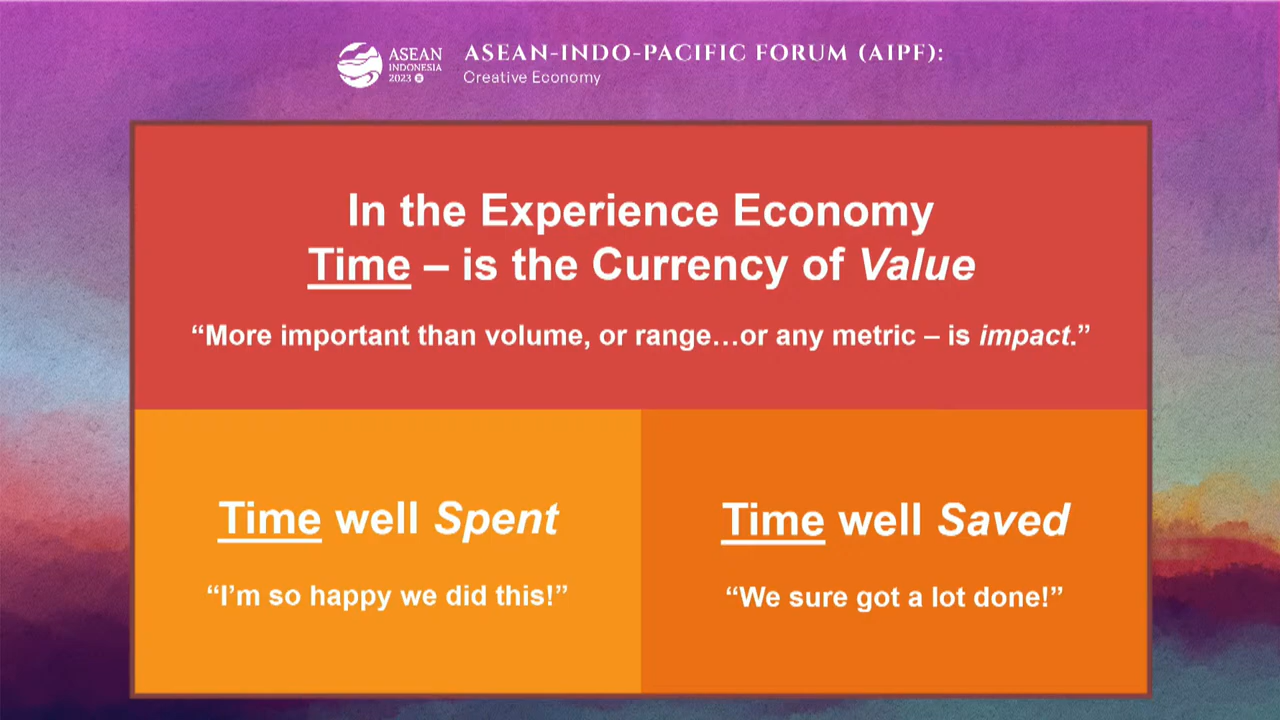 ASEAN
INDONESIA
2023
ASEAN-INDO-PACIFIC FORUM (AIPF):
Creative Economy
In the Experience Economy
Time – is the Currency of Value
“More important than volume, or range…or any metric – is impact.”
Time well Spent
“I’m so happy we did this!”
Time well Saved
“We sure got a lot done!”